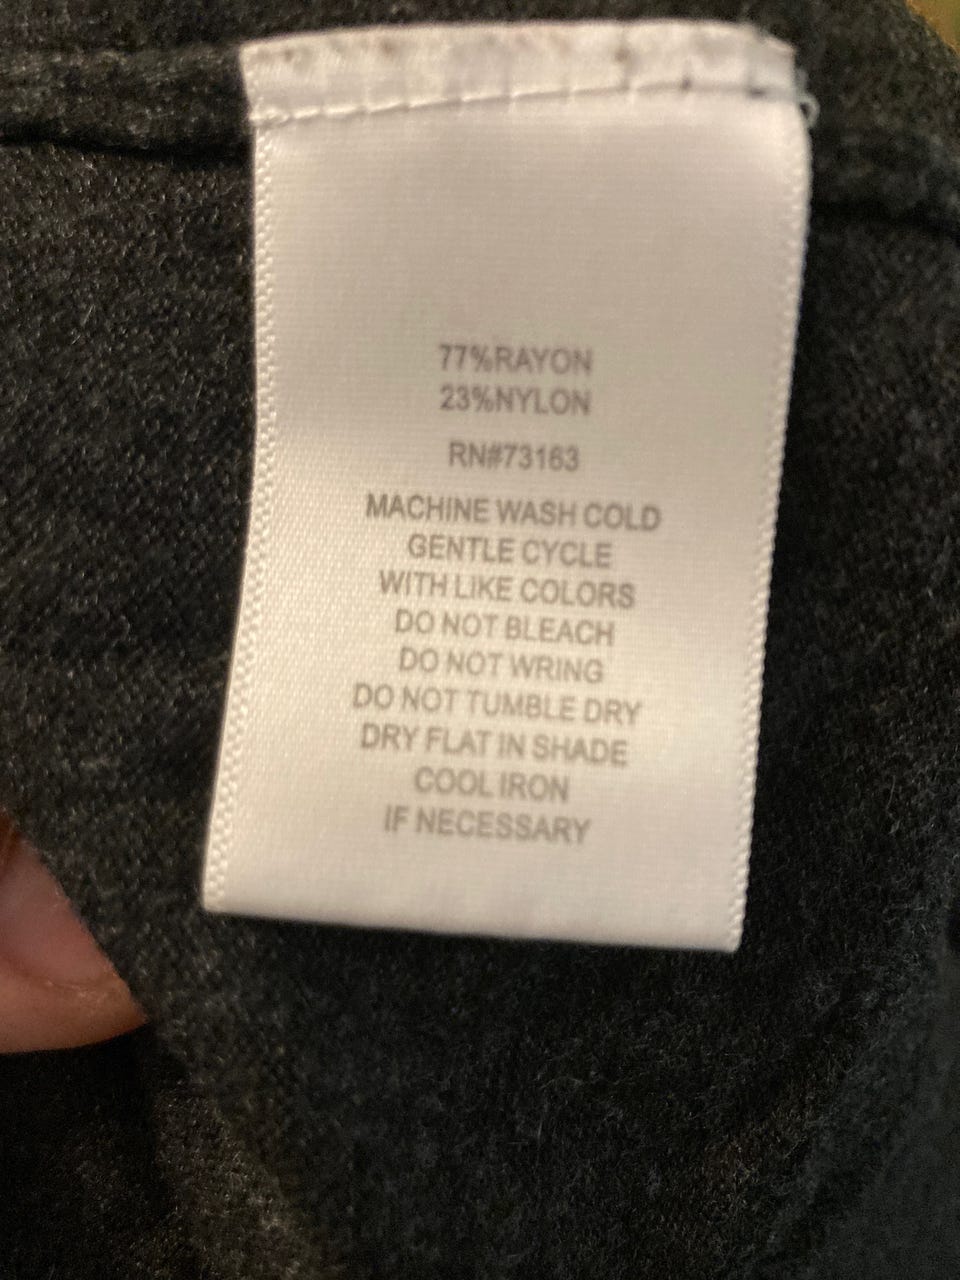 77%RAYON
23%NYLON
RN#73163
MACHINE WASH COLD
GENTLE CYCLE
WITH LIKE COLORS
DO NOT BLEACH
DO NOT WRING
DO NOT TUMBLE DRY
DRY FLAT IN SHADE
COOL IRON
IF NECESSARY